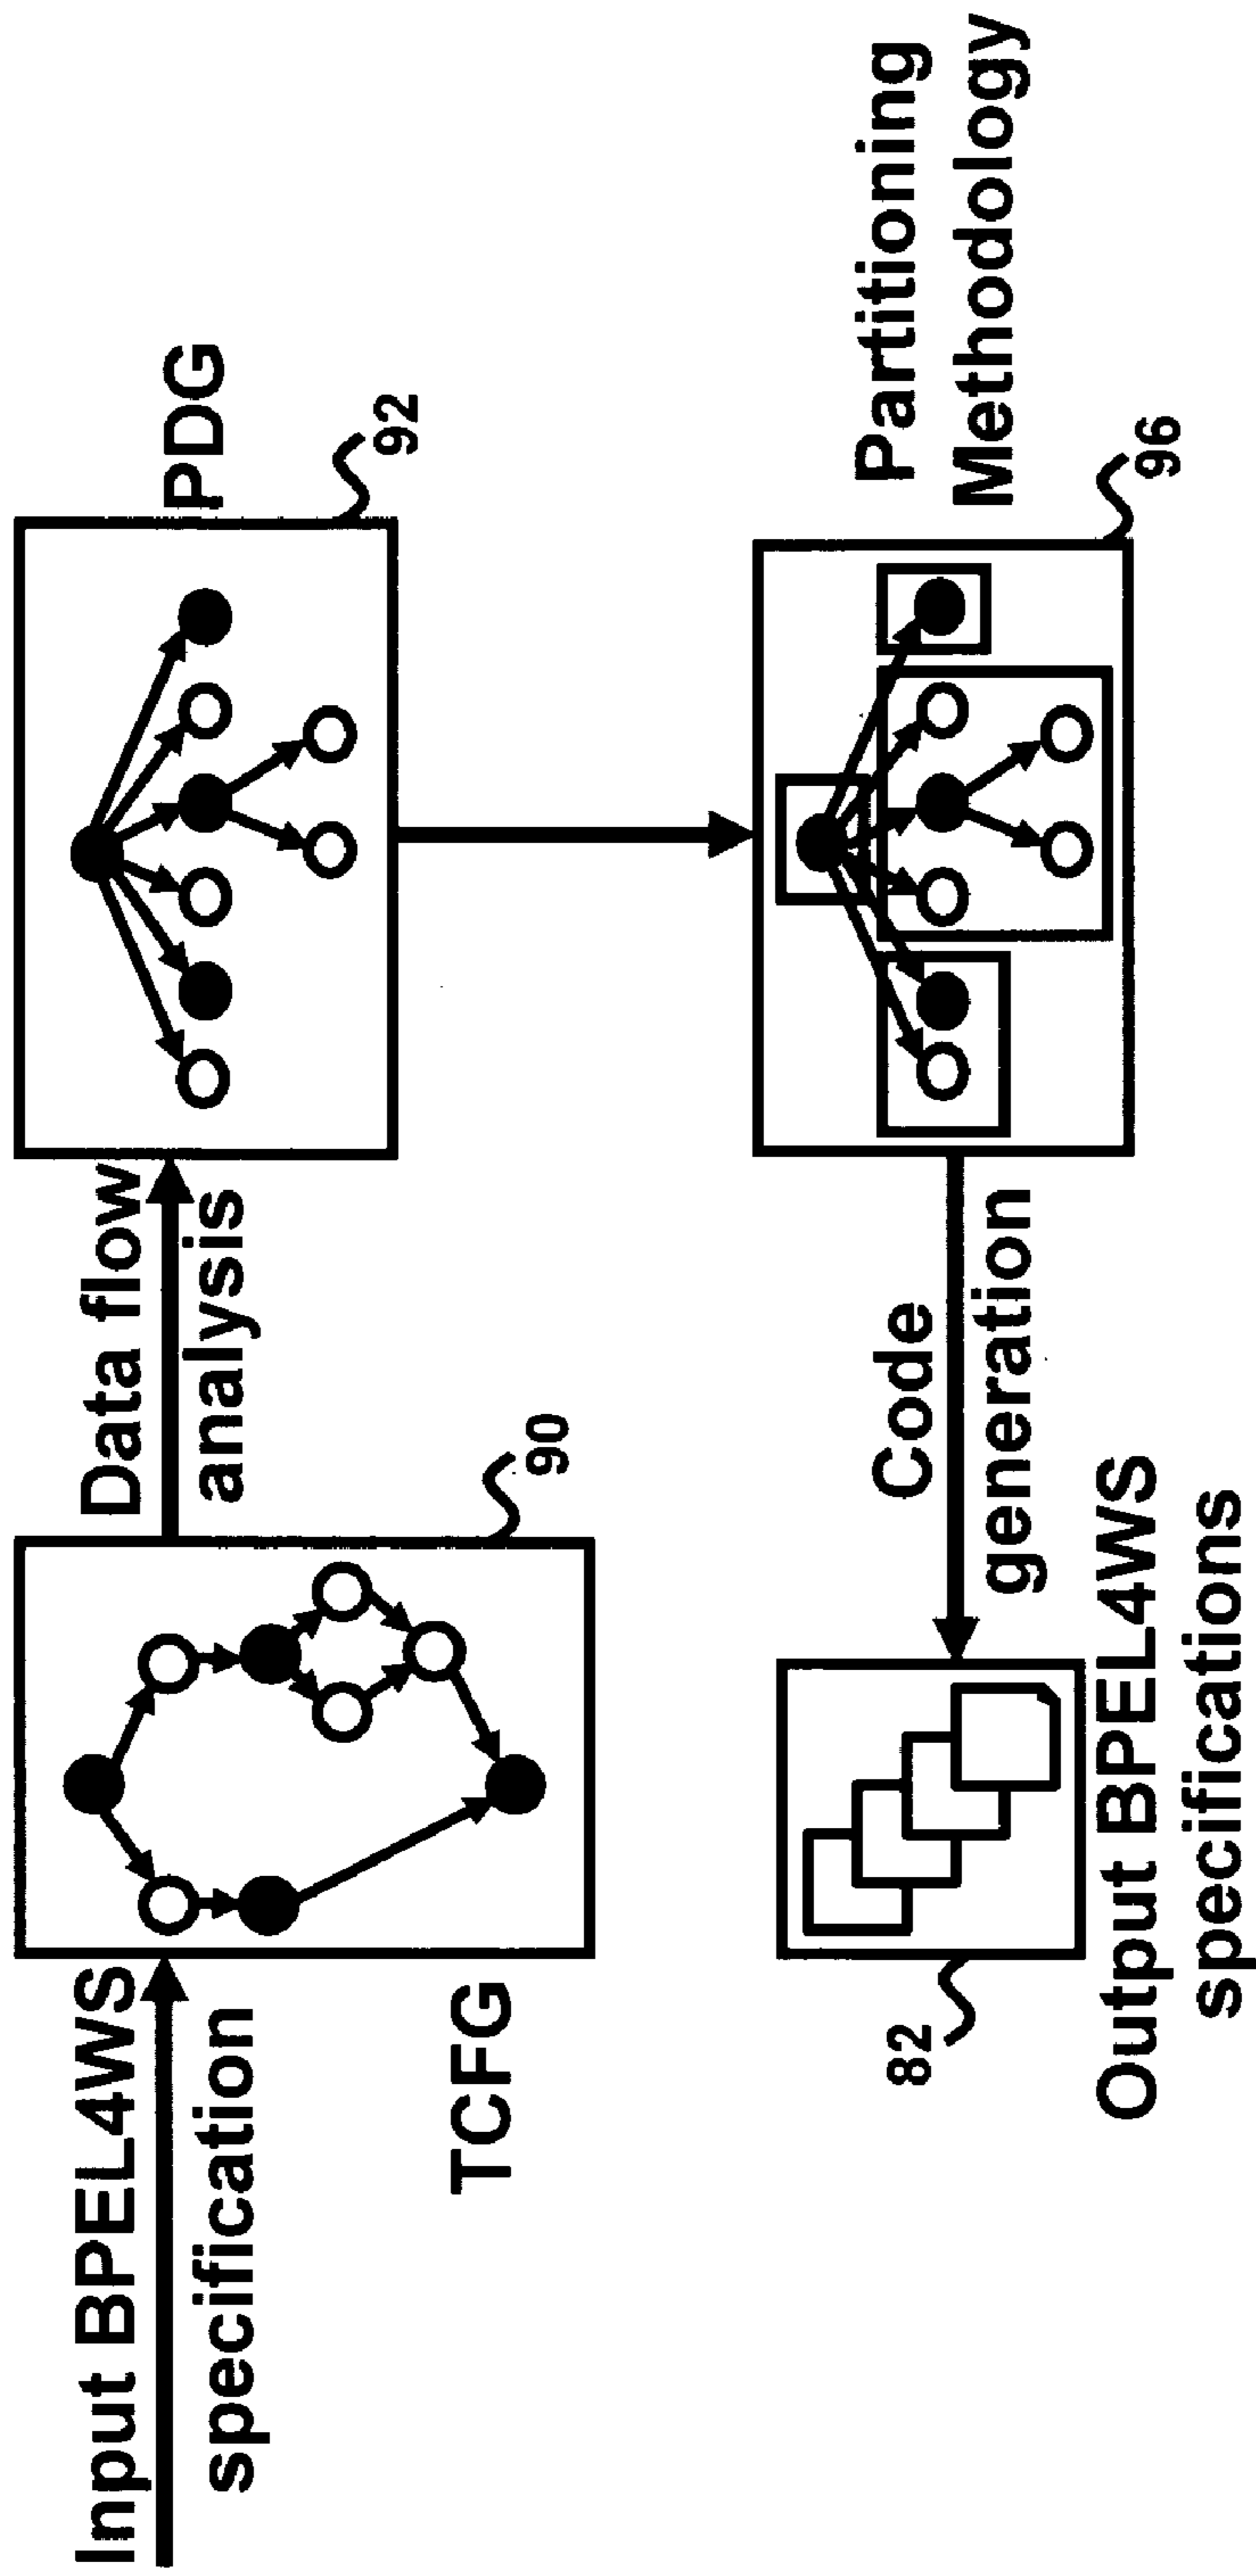 Input BPEL4WS
specification
TCFG
90
Data flow
analysis
PDG
92
Partitioning
Methodology
96
Code
generation
82
Output BPEL4WS
specifications